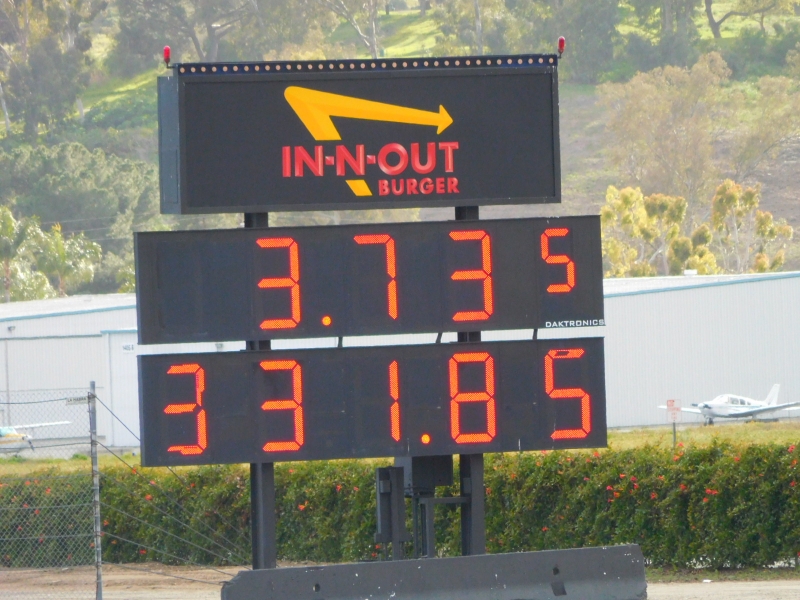 IN-N-OUT
BURGER
3.735
DAKTRONICS
331.85